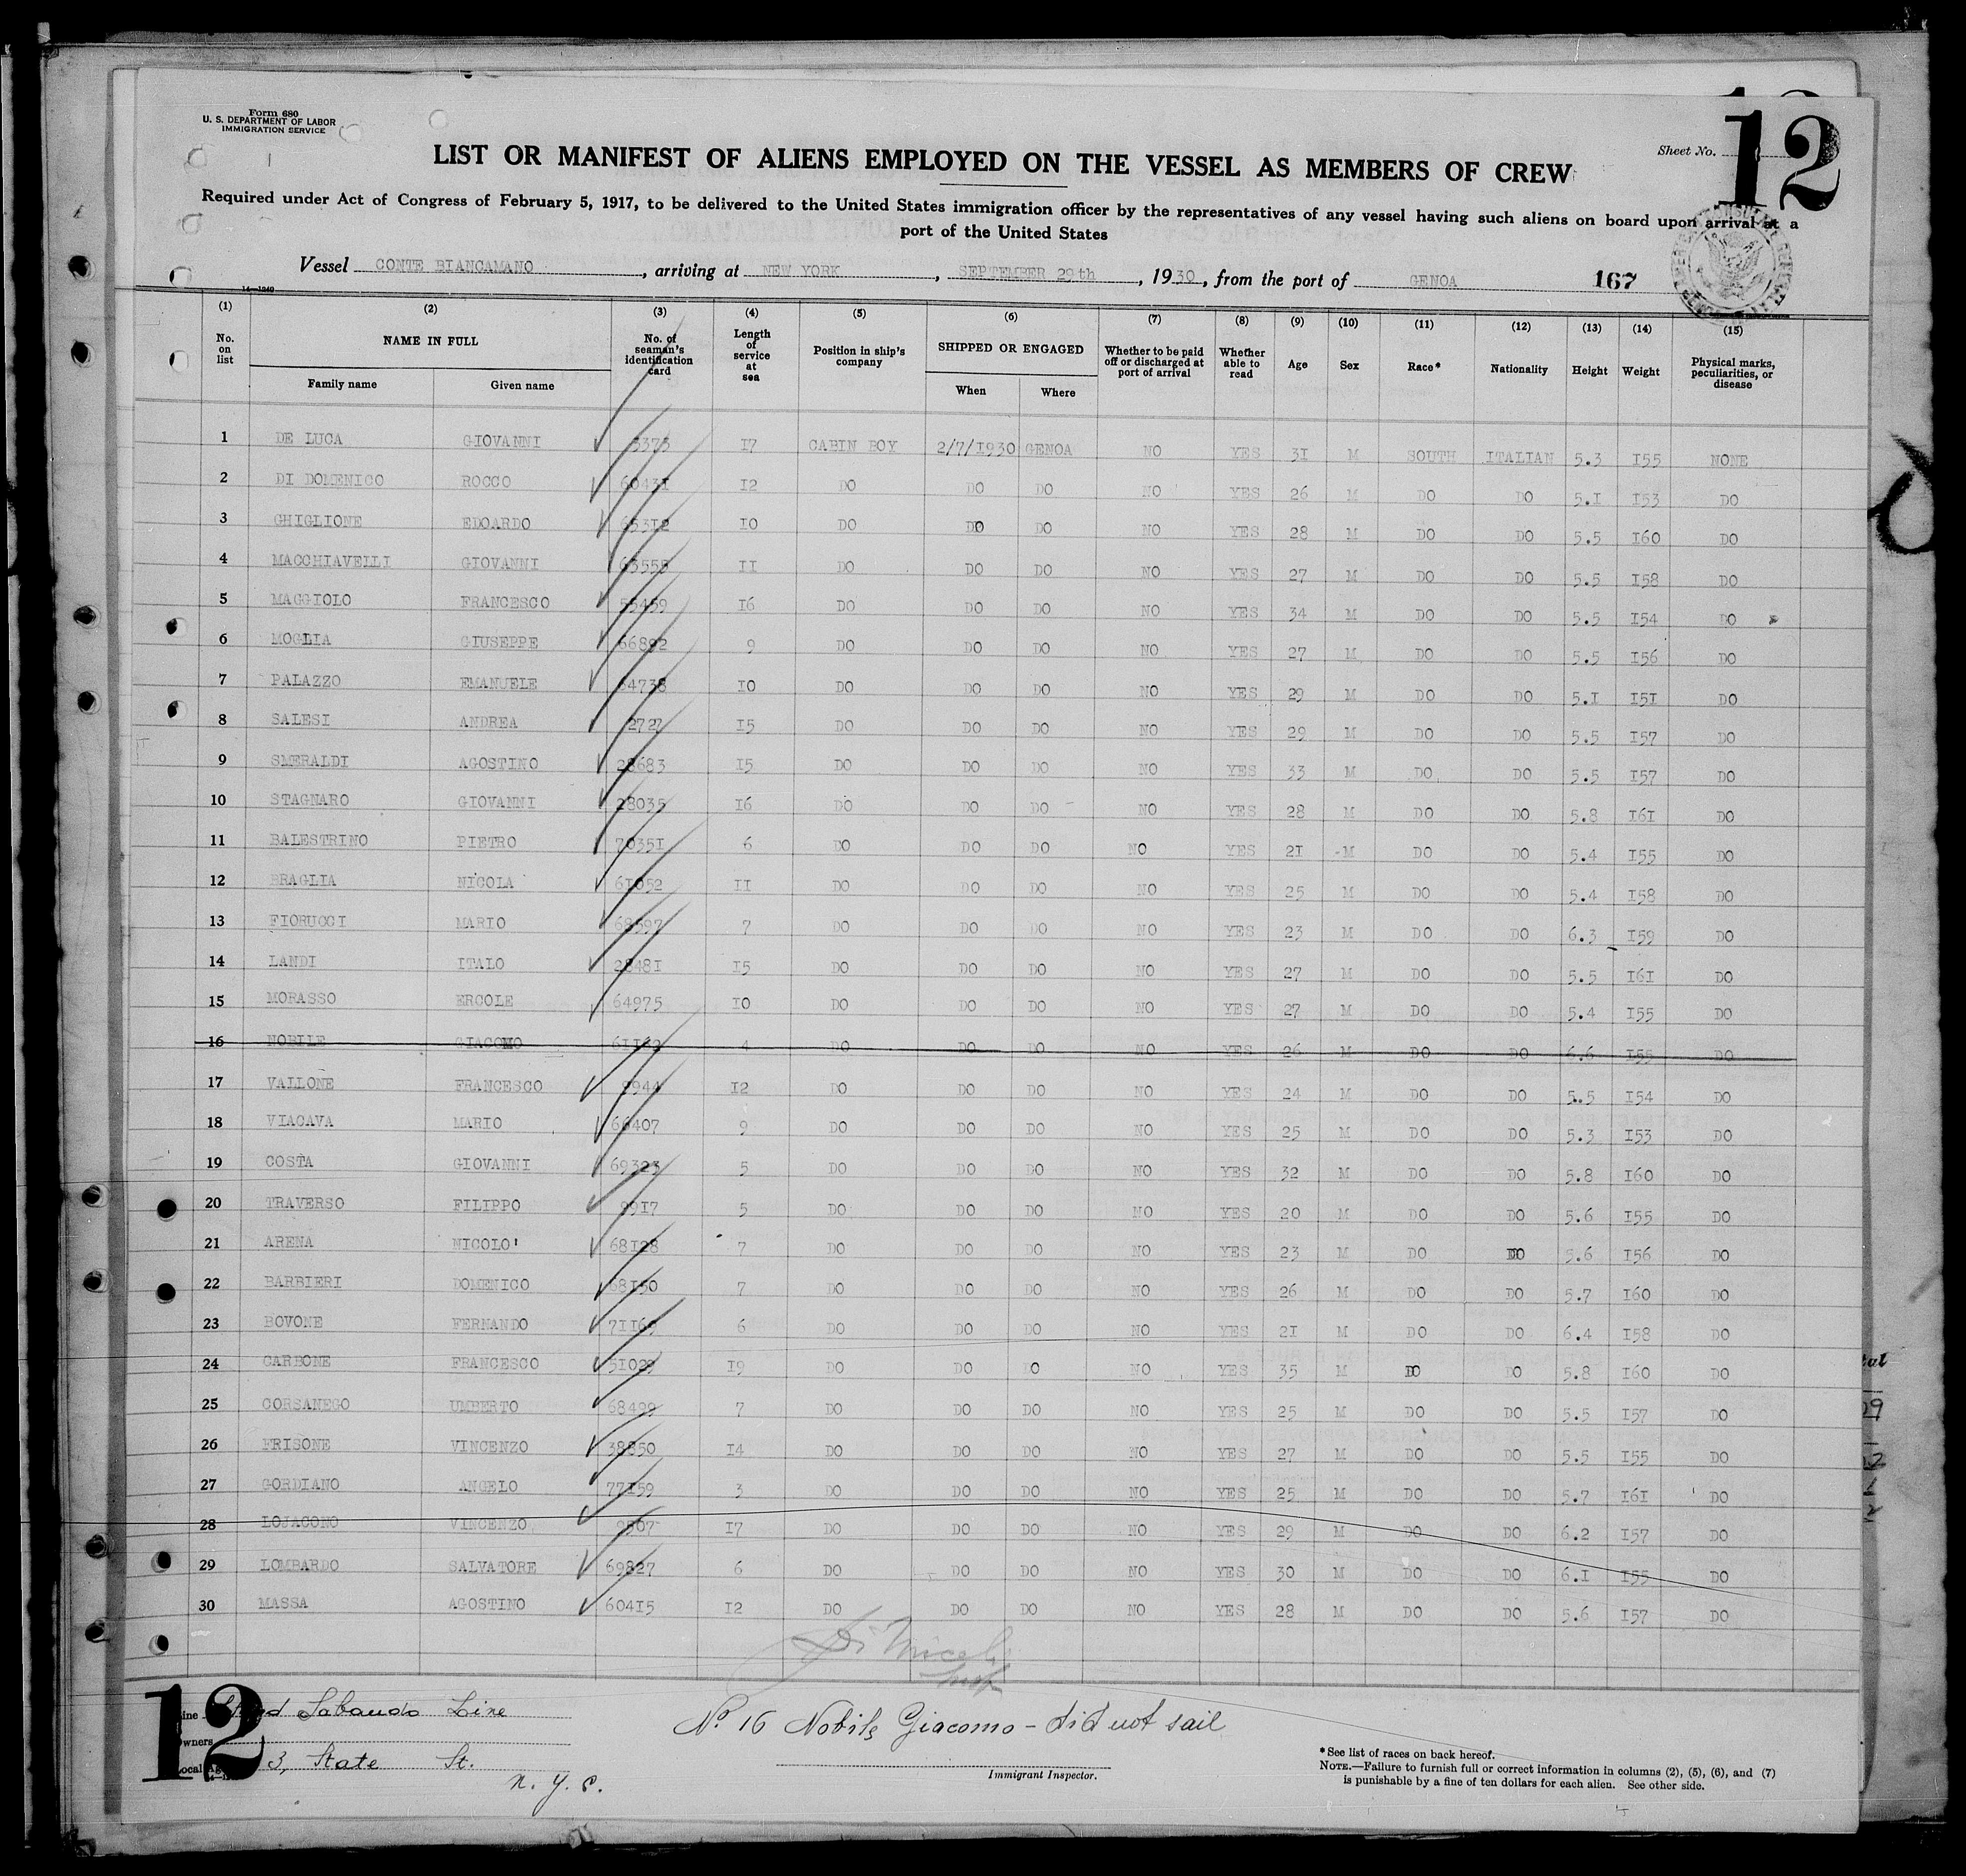 Form 680
U. S. DEPARTMENT OF LABOR
IMMIGRATION SERVICE
Sheet No. 12
LIST OR MANIFEST OF ALIENS EMPLOYED ON THE VESSEL AS MEMBERS OF CREW
Required under Act of Congress of February 5, 1917, to be delivered to the United States immigration officer by the representatives of any vessel having such aliens on board upon arrival at a
port of the United States
Vessel CONTE BIANCAMANO, arriving at NEW YORK, SEPTEMBER 29th, 1930, from the port of GENOA 167
14—1240
(1) (2) (3) (4) (5) (6) (7) (8) (9) (10) (11) (12) (13) (14) (15)
No. on list NAME IN FULL Family name Given name No. of seaman's identification card Length of service at sea Position in ship's company SHIPPED OR ENGAGED When Where Whether to be paid off or discharged at port of arrival Whether able to read Age Sex Race* Nationality Height Weight Physical marks, peculiarities, or disease
1 DE LUCA GIOVANNI 3373 17 CABIN BOY 2/7/1930 GENOA NO YES 31 M SOUTH ITALIAN 5.3 155 NONE
2 DI DOMENICO ROCCO 60431 12 DO DO DO NO YES 26 M DO DO 5.1 153 DO
3 GHIGLIONE EDOARDO 65312 10 DO DO DO NO YES 28 M DO DO 5.5 160 DO
4 MACCHIAVELLI GIOVANNI 63555 11 DO DO DO NO YES 27 M DO DO 5.5 158 DO
5 MAGGIOLO FRANCESCO 55459 16 DO DO DO NO YES 34 M DO DO 5.5 154 DO
6 MOGLIA GIUSEPPE 66892 9 DO DO DO NO YES 27 M DO DO 5.5 156 DO
7 PALAZZO EMANUELE 64738 10 DO DO DO NO YES 29 M DO DO 5.1 151 DO
8 SALESI ANDREA 2727 15 DO DO DO NO YES 29 M DO DO 5.5 157 DO
9 SMERALDI AGOSTINO 28683 15 DO DO DO NO YES 33 M DO DO 5.5 157 DO
10 STAGNARO GIOVANNI 28035 16 DO DO DO NO YES 28 M DO DO 5.8 161 DO
11 BALESTRINO PIETRO 70351 6 DO DO DO NO YES 21 M DO DO 5.4 155 DO
12 BRAGLIA NICOLA 61052 11 DO DO DO NO YES 25 M DO DO 5.4 158 DO
13 FIORUCCI MARIO 68597 7 DO DO DO NO YES 23 M DO DO 6.3 159 DO
14 LANDI ITALO 28481 15 DO DO DO NO YES 27 M DO DO 5.5 161 DO
15 MORASSO ERCOLE 64975 10 DO DO DO NO YES 27 M DO DO 5.4 155 DO
16 NOBILE GIACOMO 4 DO DO DO NO YES 26 M DO DO 6.6 155 DO
17 VALLONE FRANCESCO 9944 12 DO DO DO NO YES 24 M DO DO 5.5 154 DO
18 VIACAVA MARIO 66407 9 DO DO DO NO YES 25 M DO DO 5.3 153 DO
19 COSTA GIOVANNI 69323 5 DO DO DO NO YES 32 M DO DO 5.8 160 DO
20 TRAVERSO FILIPPO 9917 5 DO DO DO NO YES 20 M DO DO 5.6 155 DO
21 ARENA NICOLO' 68128 7 DO DO DO NO YES 23 M DO DO 5.6 156 DO
22 BARBIERI DOMENICO 68150 7 DO DO DO NO YES 26 M DO DO 5.7 160 DO
23 BOVONE FERNANDO 71169 6 DO DO DO NO YES 21 M DO DO 6.4 158 DO
24 CARBONE FRANCESCO 51029 19 DO DO DO NO YES 35 M DO DO 5.8 160 DO
25 CORSANEGO UMBERTO 68499 7 DO DO DO NO YES 25 M DO DO 5.5 157 DO
26 FRISONE VINCENZO 38850 14 DO DO DO NO YES 27 M DO DO 5.5 155 DO
27 GORDIANO ANGELO 77159 3 DO DO DO NO YES 25 M DO DO 5.7 161 DO
28 LOJACONO VINCENZO 9507 17 DO DO DO NO YES 29 M DO DO 6.2 157 DO
29 LOMBARDO SALVATORE 69827 6 DO DO DO NO YES 30 M DO DO 6.1 155 DO
30 MASSA AGOSTINO 60415 12 DO DO DO NO YES 28 M DO DO 5.6 157 DO
12
Sabaudo Line
Owners
Local
3, State St.
N. Y. C.
No 16 Nobile Giacomo - did not sail
Immigrant Inspector.
*See list of races on back hereof.
NOTE.—Failure to furnish full or correct information in columns (2), (5), (6), and (7)
is punishable by a fine of ten dollars for each alien. See other side.